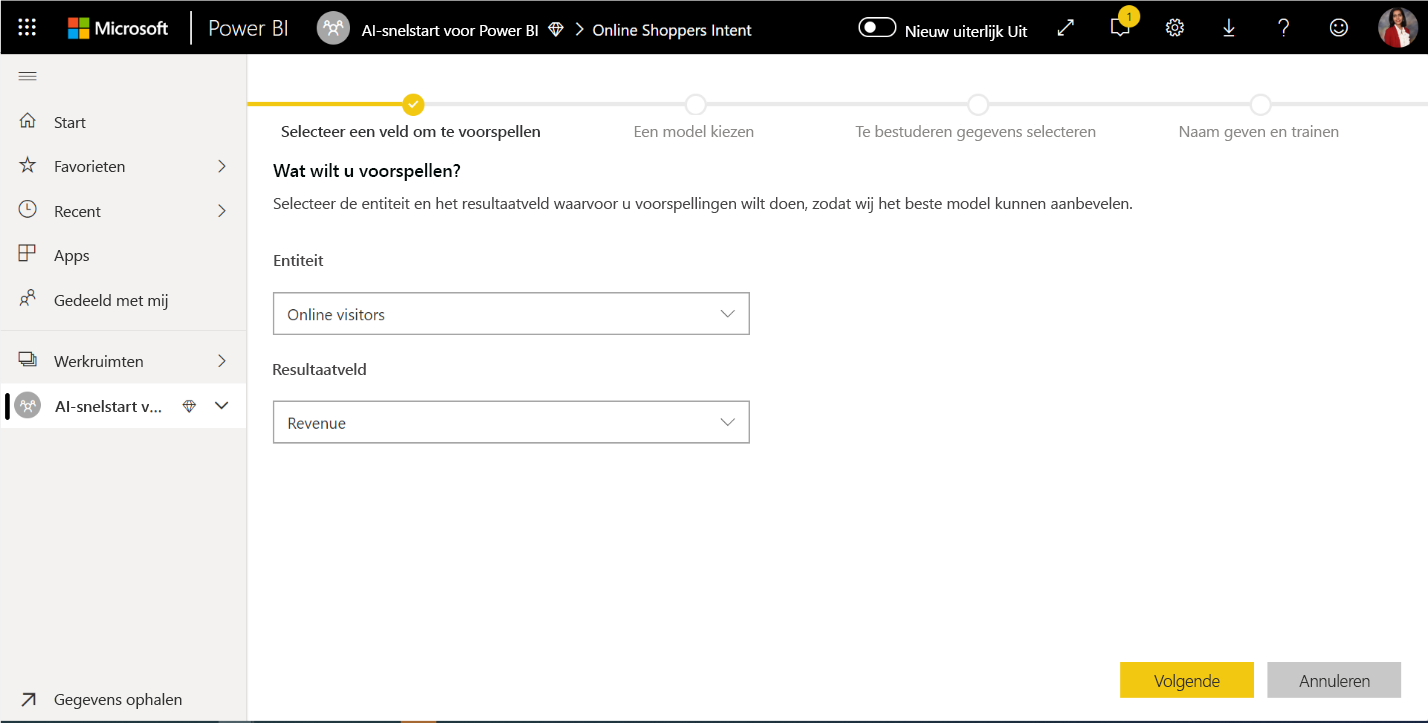 Microsoft Power BI AI-snelstart voor Power BI Online Shoppers Intent Nieuw uiterlijk Uit 1 ?
Start
Favorieten
Recent
Apps
Gedeeld met mij
Werkruimten
AI-snelstart v...
Gegevens ophalen
Selecteer een veld om te voorspellen
Een model kiezen
Te bestuderen gegevens selecteren
Naam geven en trainen
Wat wilt u voorspellen?
Selecteer de entiteit en het resultaatveld waarvoor u voorspellingen wilt doen, zodat wij het beste model kunnen aanbevelen.
Entiteit
Online visitors
Resultaatveld
Revenue
Volgende
Annuleren